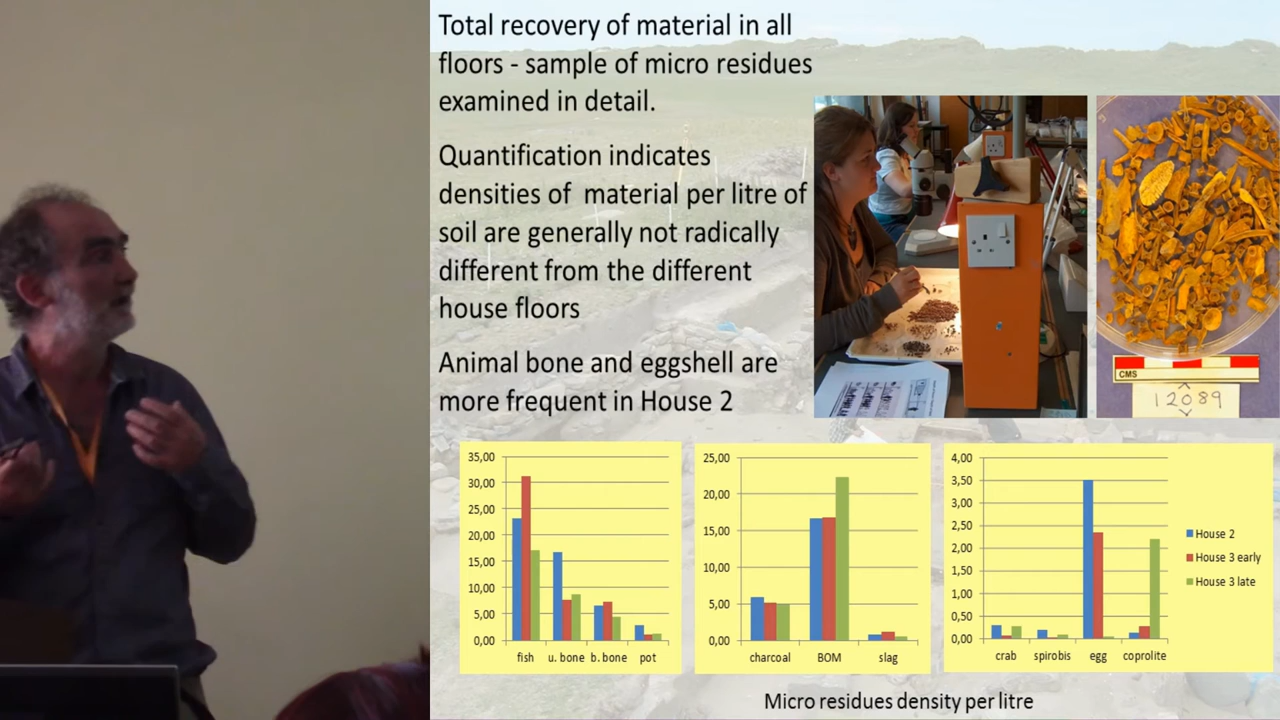 Total recovery of material in all
floors - sample of micro residues
examined in detail.
Quantification indicates
densities of material per litre of
soil are generally not radically
different from the different
house floors
Animal bone and eggshell are
more frequent in House 2
CMS
12089
35,00
30,00
25,00
20,00
15,00
10,00
5,00
0,00
fish u. bone b. bone pot
25,00
20,00
15,00
10,00
5,00
0,00
charcoal BOM slag
4,00
3,50
3,00
2,50
2,00
1,50
1,00
0,50
0,00
crab spirobis egg coprolite
House 2
House 3 early
House 3 late
Micro residues density per litre